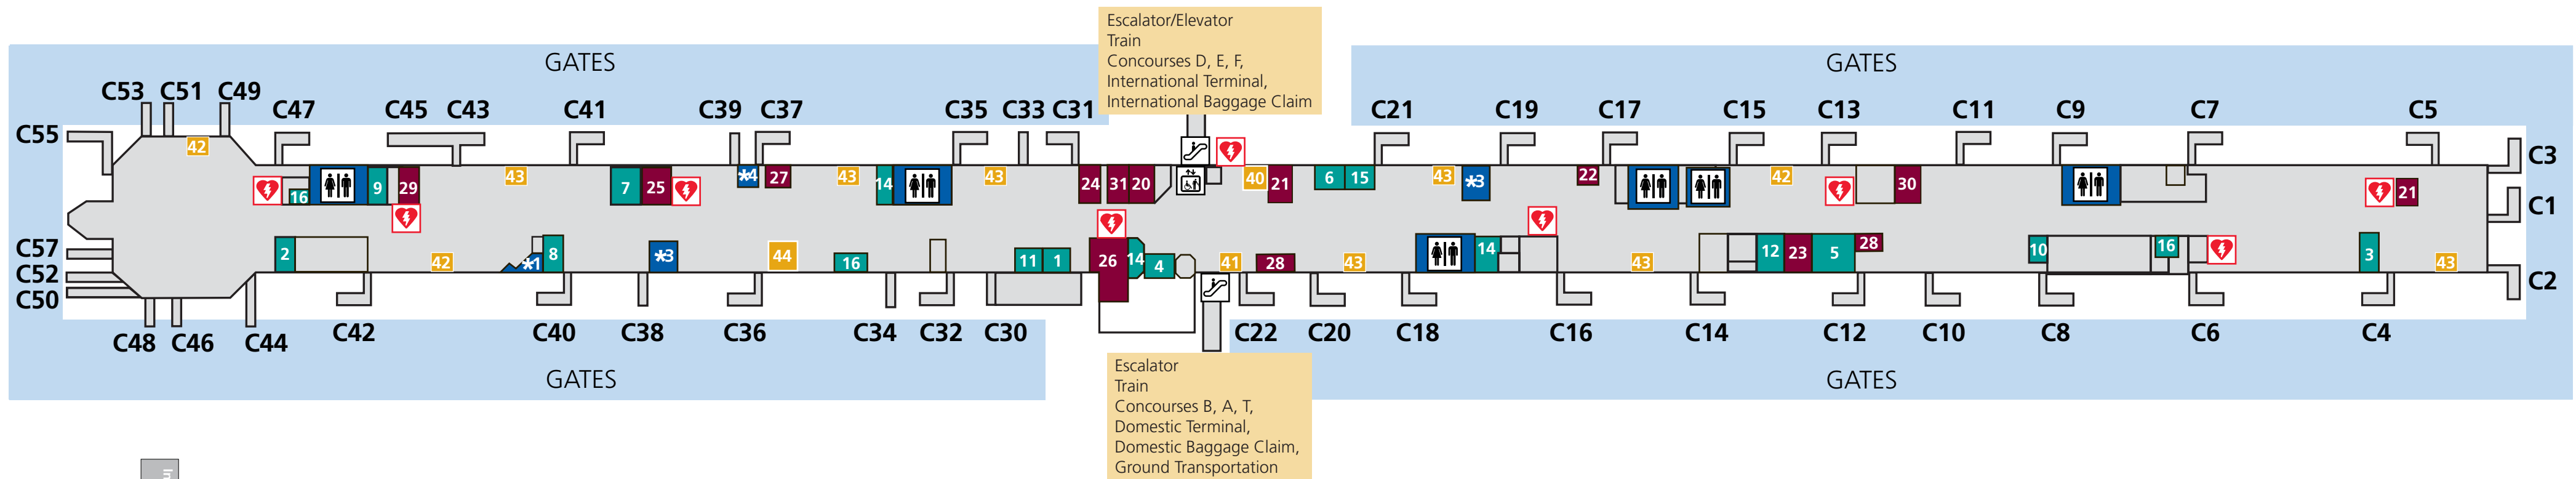 Escalator/Elevator
Train
Concourses D, E, F,
International Terminal,
International Baggage Claim
GATES
GATES
C53 C51 C49
C47 C45 C43 C41 C39 C37 C35 C33 C31 C21 C19 C17 C15 C13 C11 C9 C7 C5
C55
C3
42
16 9 29 43 7 25 *4 27 43 14 43 24 31 20 40 21 6 15 43 *3 22 42 30 21
C1
C57
2 42 *1 8 *3 44 16 11 1 26 14 4 41 28 43 14 43 12 23 5 28 10 16 3 43
C52
C50
C2
C48 C46 C44 C42 C40 C38 C36 C34 C32 C30 C22 C20 C18 C16 C14 C12 C10 C8 C6 C4
GATES
GATES
Escalator
Train
Concourses B, A, T,
Domestic Terminal,
Domestic Baggage Claim,
Ground Transportation